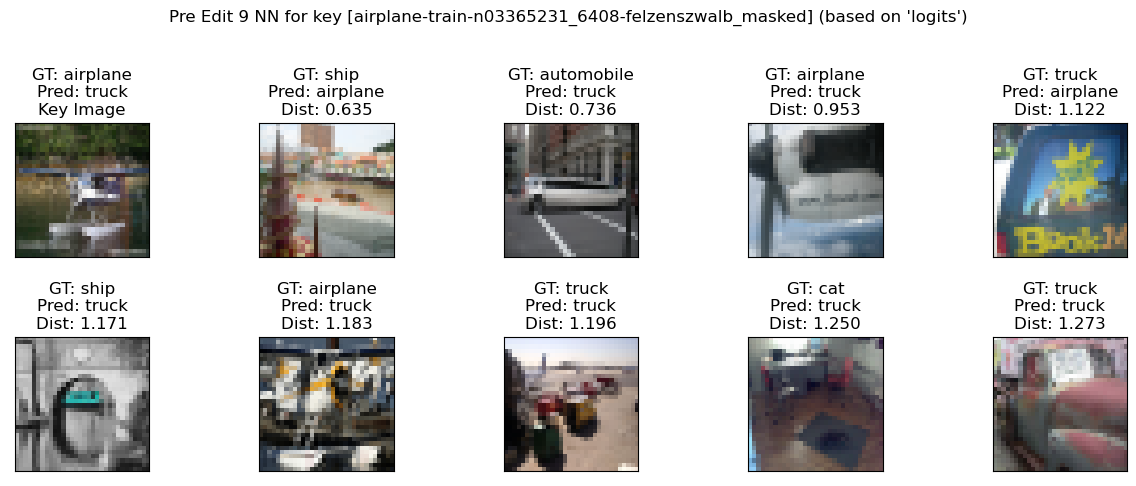 Pre Edit 9 NN for key [airplane-train-n03365231_6408-felzenszwalb_masked] (based on 'logits')
GT: airplane
Pred: truck
Key Image
GT: ship
Pred: airplane
Dist: 0.635
GT: automobile
Pred: truck
Dist: 0.736
GT: airplane
Pred: truck
Dist: 0.953
GT: truck
Pred: airplane
Dist: 1.122
Book
GT: ship
Pred: truck
Dist: 1.171
GT: airplane
Pred: truck
Dist: 1.183
GT: truck
Pred: truck
Dist: 1.196
GT: cat
Pred: truck
Dist: 1.250
GT: truck
Pred: truck
Dist: 1.273